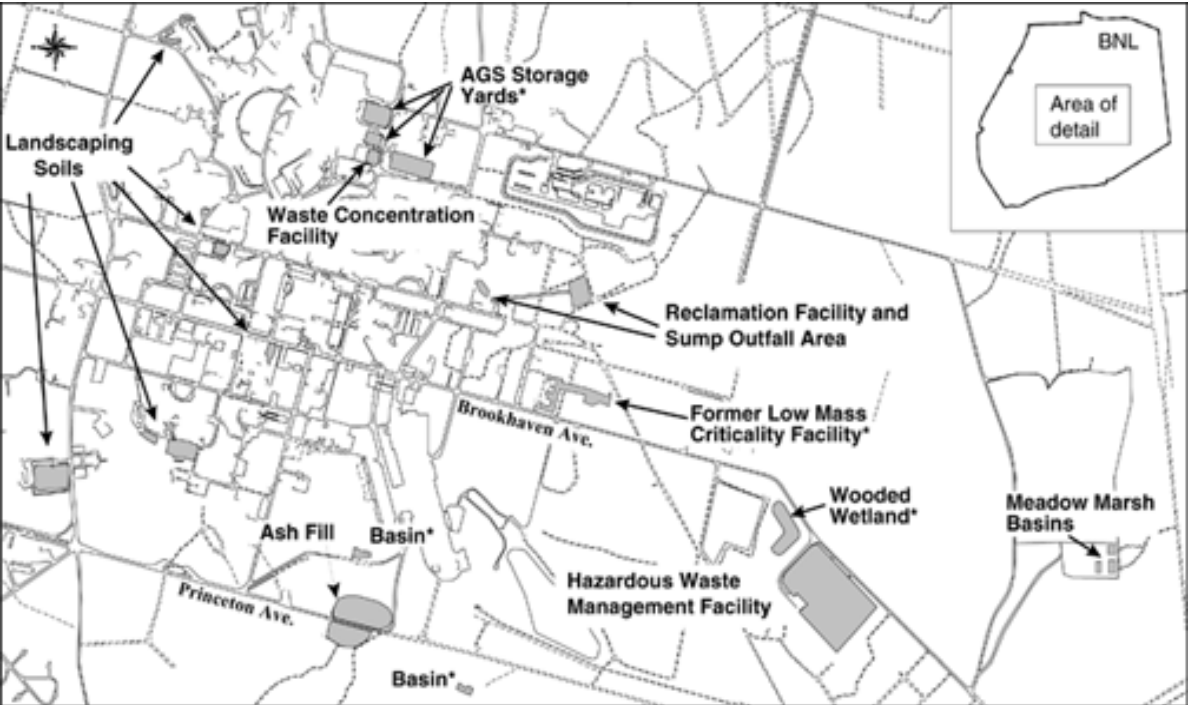 BNL
Area of
detail
AGS Storage
Yards*
Landscaping
Soils
Waste Concentration
Facility
Reclamation Facility and
Sump Outfall Area
Brookhaven Ave.
Former Low Mass
Criticality Facility*
Wooded
Wetland*
Meadow Marsh
Basins
Ash Fill
Basin*
Hazardous Waste
Management Facility
Princeton Ave.
Basin*